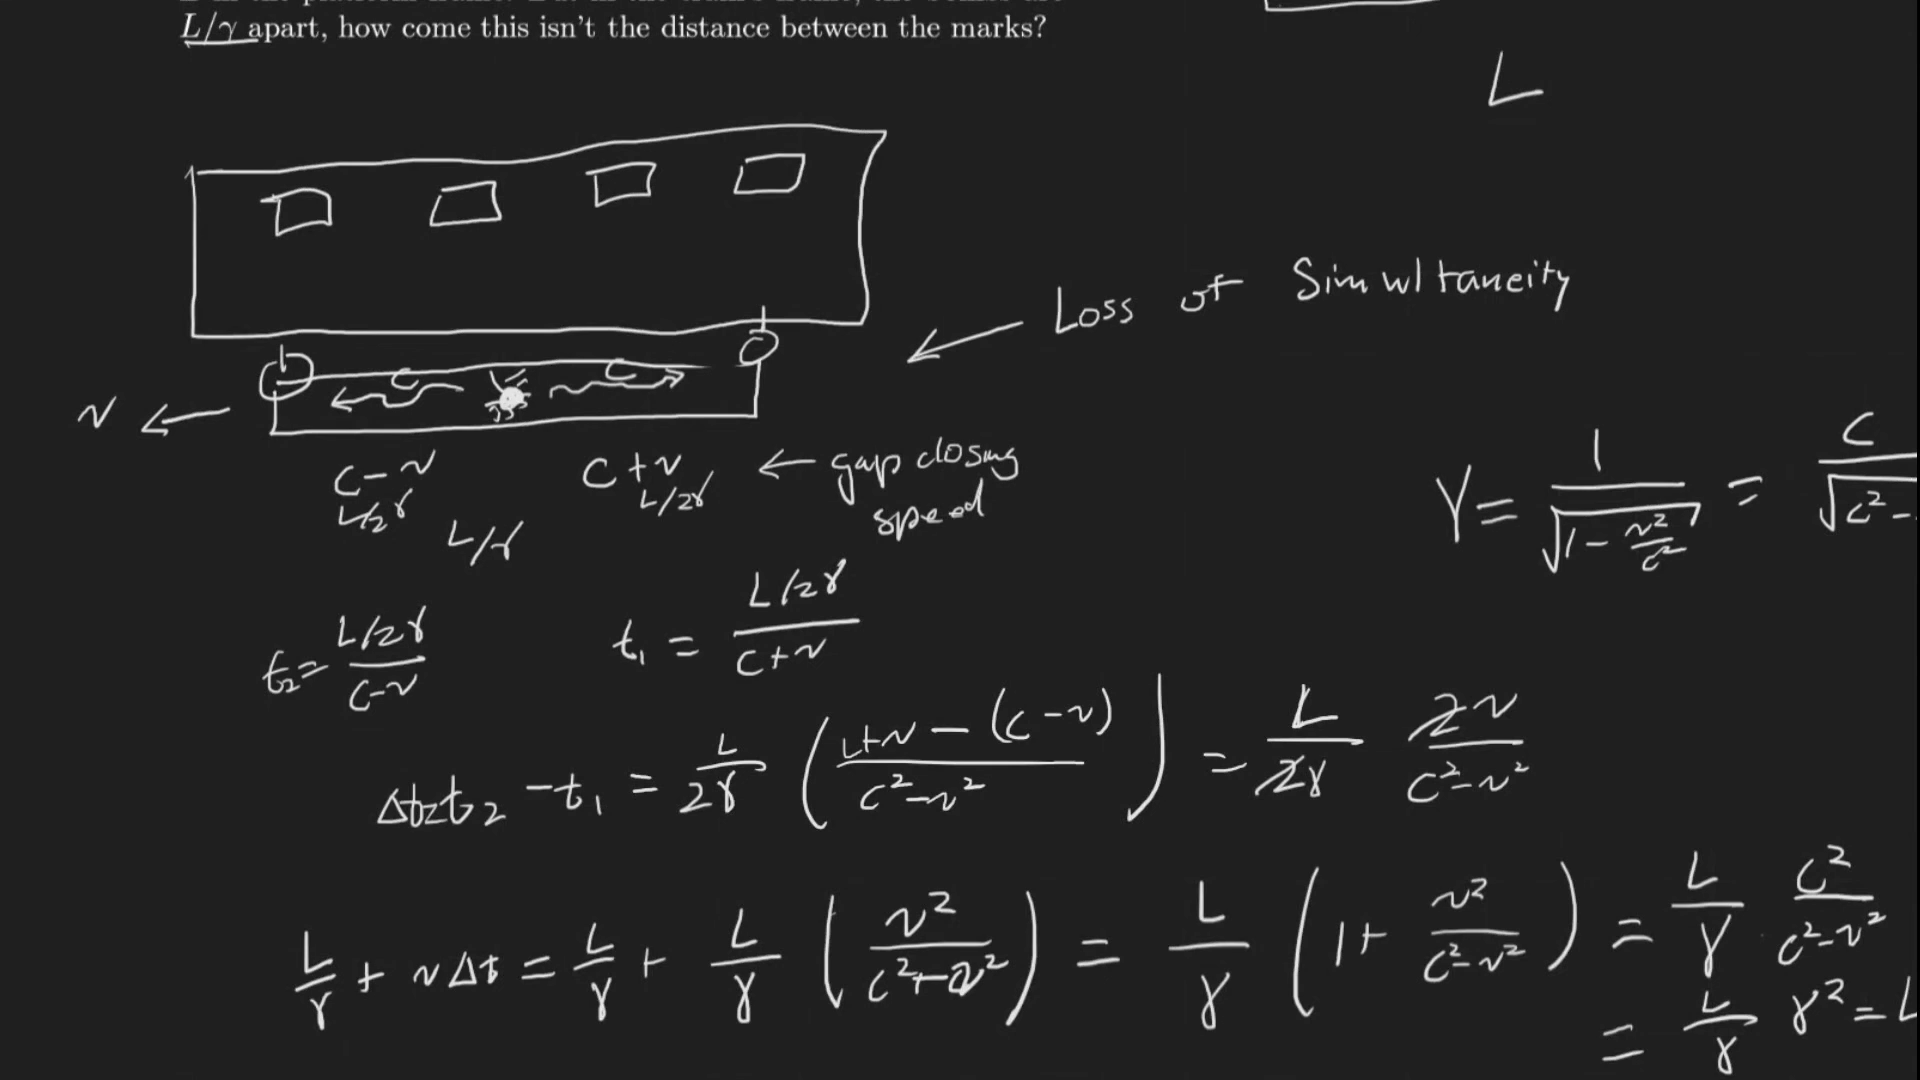 L/γ apart, how come this isn't the distance between the marks?
L
Loss of Simultaneity
v
c c
c-v c+v ← gap closing speed
L/2γ L/2γ
L/γ
γ = 1/√(1 - v²/c²) = c/√(c² -
t₂ = (L/2γ)/(c-v) t₁ = (L/2γ)/(c+v)
Δt = t₂ - t₁ = L/2γ ( (c+v - (c-v))/(c²-v²) ) = L/2γ 2v/(c²-v²)
L/γ + vΔt = L/γ + L/γ ( v²/(c²-v²) ) = L/γ ( 1 + v²/(c²-v²) ) = L/γ · c²/(c²-v²)
= L/γ γ² = L